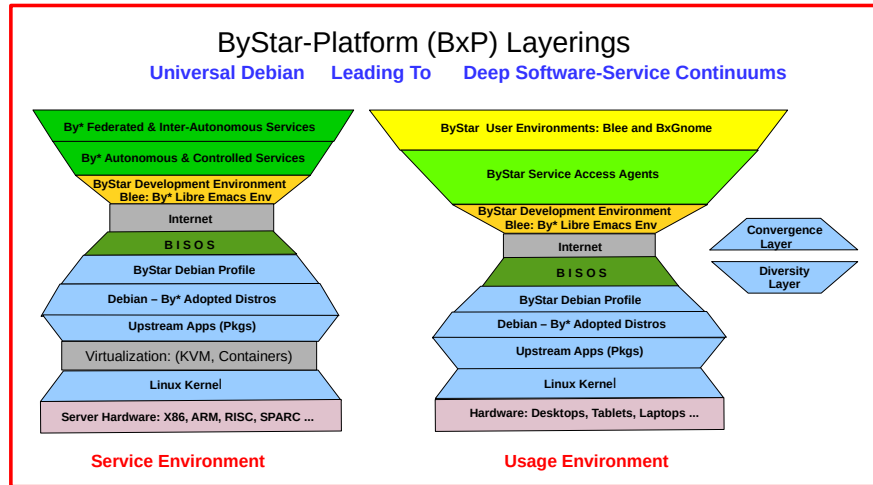 ByStar-Platform (BxP) Layerings
Universal Debian Leading To Deep Software-Service Continuums
By* Federated & Inter-Autonomous Services
By* Autonomous & Controlled Services
ByStar Development Environment
Blee: By* Libre Emacs Env
Internet
B I S O S
ByStar Debian Profile
Debian – By* Adopted Distros
Upstream Apps (Pkgs)
Virtualization: (KVM, Containers)
Linux Kernel
Server Hardware: X86, ARM, RISC, SPARC ...
Service Environment
ByStar User Environments: Blee and BxGnome
ByStar Service Access Agents
ByStar Development Environment
Blee: By* Libre Emacs Env
Internet
B I S O S
ByStar Debian Profile
Debian – By* Adopted Distros
Upstream Apps (Pkgs)
Linux Kernel
Hardware: Desktops, Tablets, Laptops ...
Usage Environment
Convergence
Layer
Diversity
Layer